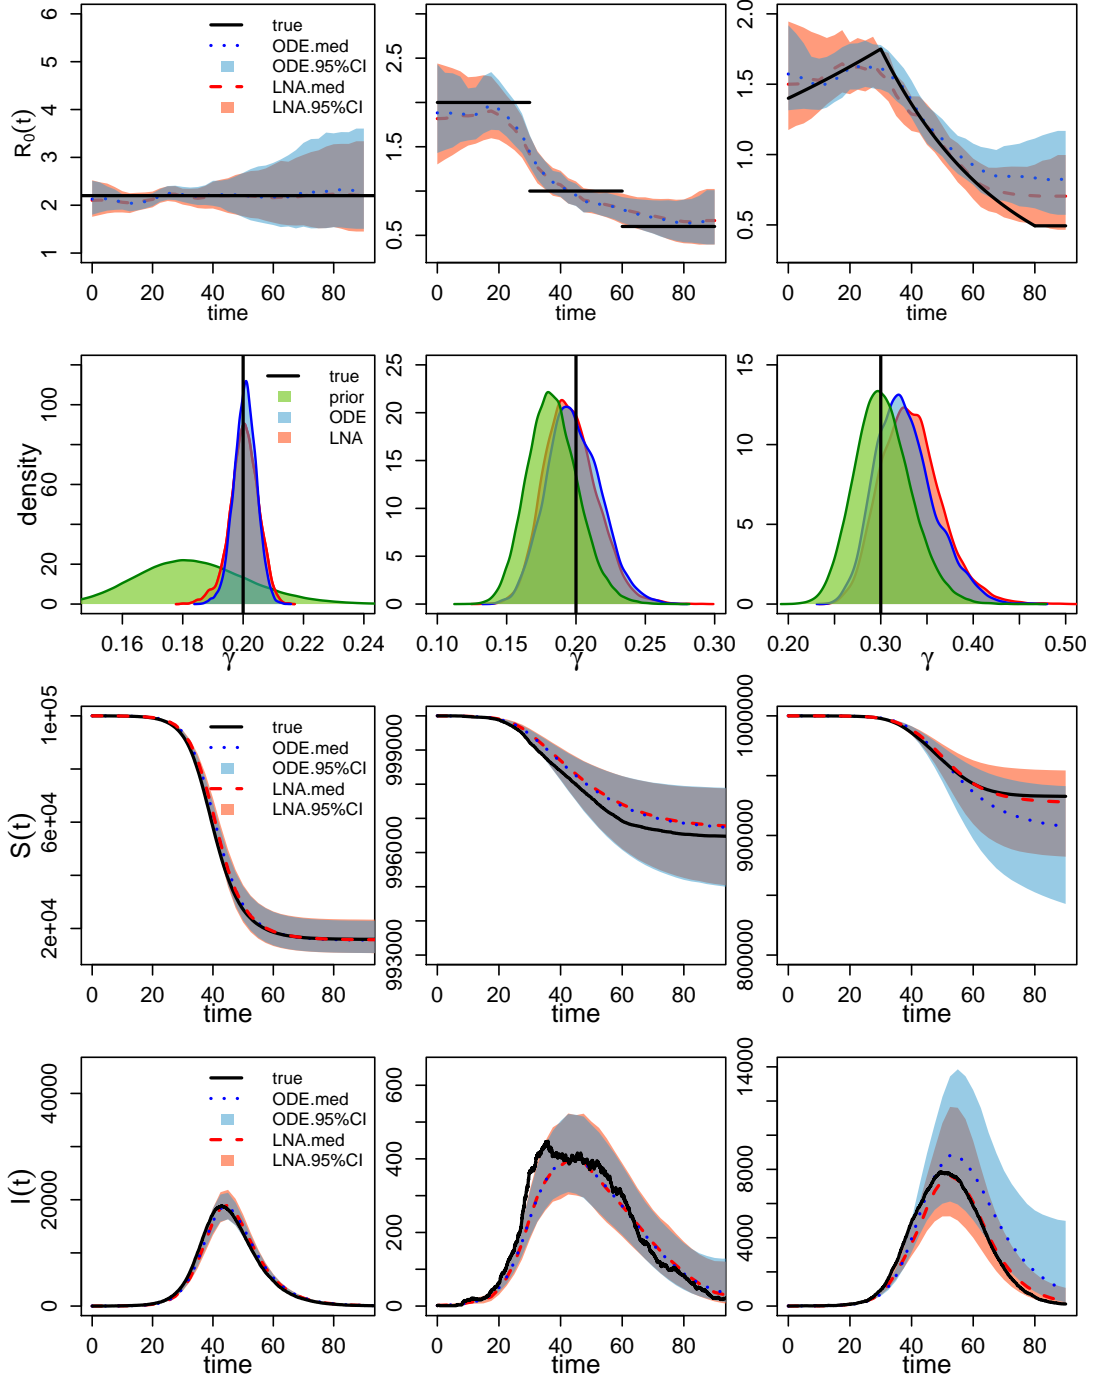 R0(t)
6
5
4
3
2
1
true
ODE.med
ODE.95%CI
LNA.med
LNA.95%CI
0 20 40 60 80
time
2.5
1.5
0.5
0 20 40 60 80
time
2.0
1.5
1.0
0.5
0 20 40 60 80
time
density
100
60
20
0
true
prior
ODE
LNA
0.16 0.20 0.22 0.24
γ
25
20
15
10
5
0
0.10 0.15 0.20 0.25 0.30
γ
15
10
5
0
0.20 0.30 0.40 0.50
γ
S(t)
1e+05
6e+04
2e+04
true
ODE.med
ODE.95%CI
LNA.med
LNA.95%CI
0 20 40 60 80
time
999000
996000
993000
0 20 40 60 80
time
1000000
900000
800000
0 20 40 60 80
time
I(t)
40000
20000
0
true
ODE.med
ODE.95%CI
LNA.med
LNA.95%CI
0 20 40 60 80
time
600
400
200
0
0 20 40 60 80
time
14000
8000
4000
0
0 20 40 60 80
time